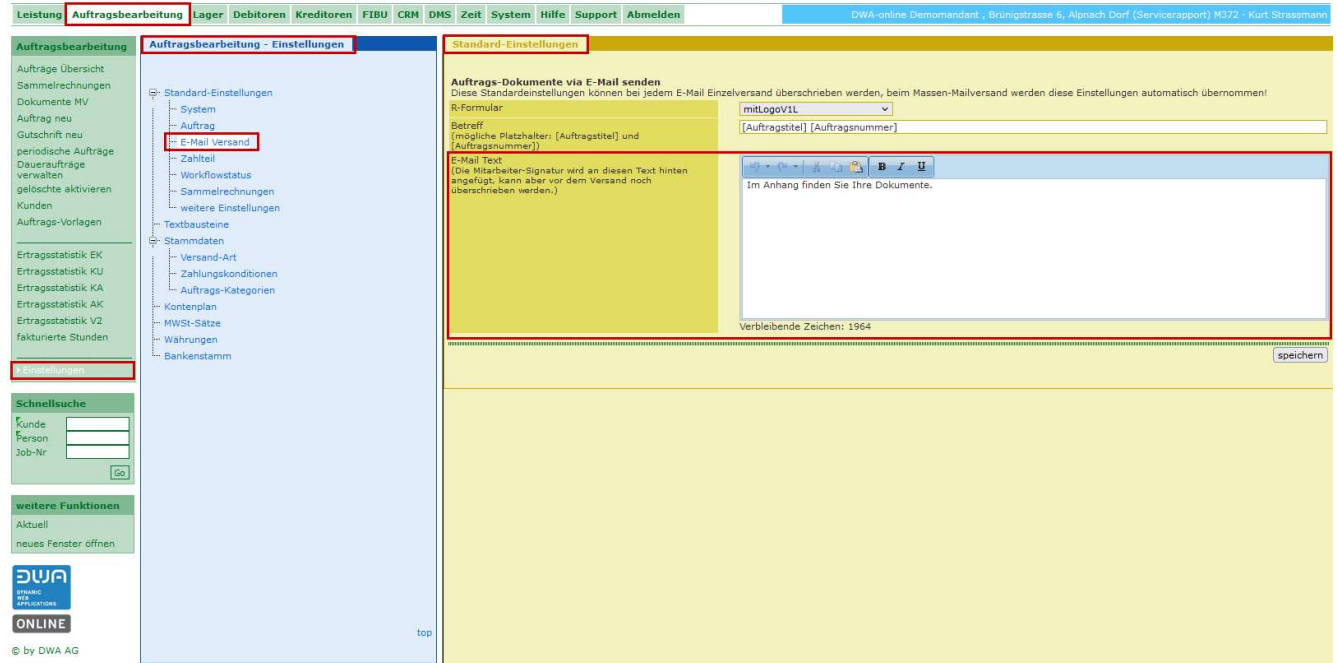 Leistung Auftragsbearbeitung Lager Debitoren Kreditoren FIBU CRM DMS Zeit System Hilfe Support Abmelden
DWA-online Demomandant , Brünigstrasse 6, Alpnach Dorf (Servicerapport) M372 - Kurt Strassmann
Auftragsbearbeitung
Aufträge Übersicht
Sammelrechnungen
Dokumente MV
Auftrag neu
Gutschrift neu
periodische Aufträge
Daueraufträge
verwalten
gelöschte aktivieren
Kunden
Auftrags-Vorlagen
Ertragsstatistik EK
Ertragsstatistik KU
Ertragsstatistik KA
Ertragsstatistik AK
Ertragsstatistik V2
fakturierte Stunden
Einstellungen
Schnellsuche
Kunde
Person
Job-Nr
Go
weitere Funktionen
Aktuell
neues Fenster öffnen
DWA
DYNAMIC
WEB
APPLICATIONS
ONLINE
© by DWA AG
Auftragsbearbeitung - Einstellungen
Standard-Einstellungen
System
Auftrag
E-Mail Versand
Zahlteil
Workflowstatus
Sammelrechnungen
weitere Einstellungen
Textbausteine
Stammdaten
Versand-Art
Zahlungskonditionen
Auftrags-Kategorien
Kontenplan
MWSt-Sätze
Währungen
Bankenstamm
top
Standard-Einstellungen
Auftrags-Dokumente via E-Mail senden
Diese Standardeinstellungen können bei jedem E-Mail Einzelversand überschrieben werden, beim Massen-Mailversand werden diese Einstellungen automatisch übernommen!
R-Formular
mitLogoV1L
Betreff
(mögliche Platzhalter: [Auftragstitel] und
[Auftragsnummer])
[Auftragstitel] [Auftragsnummer]
E-Mail Text
(Die Mitarbeiter-Signatur wird an diesen Text hinten
angefügt, kann aber vor dem Versand noch
überschrieben werden.)
B I U
Im Anhang finden Sie Ihre Dokumente.
Verbleibende Zeichen: 1964
speichern